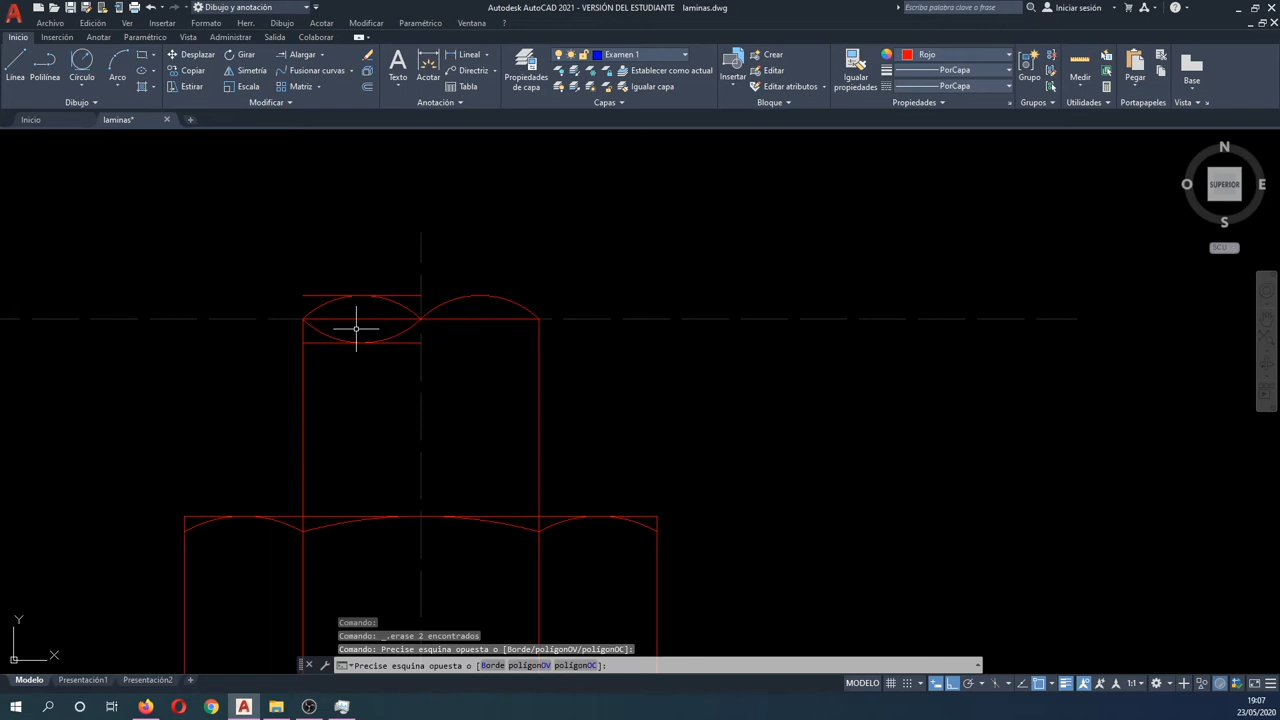 Autodesk AutoCAD 2021 - VERSIÓN DEL ESTUDIANTE laminas.dwg
Dibujo y anotación
Escriba palabra clave o frase
Iniciar sesión
Archivo Edición Ver Insertar Formato Herr. Dibujo Acotar Modificar Paramétrico Ventana ?
Inicio Inserción Anotar Paramétrico Vista Administrar Salida Colaborar
Línea Polilínea Círculo Arco
Desplazar Girar Alargar
Copiar Simetría Fusionar curvas
Estirar Escala Matriz
Texto Acotar
Lineal
Directriz
Tabla
Propiedades de capa
Examen 1
Establecer como actual
Igualar capa
Insertar
Crear
Editar
Editar atributos
Igualar propiedades
Rojo
PorCapa
PorCapa
Grupo Medir Pegar Base
Dibujo Modificar Anotación Capas Bloque Propiedades Grupos Utilidades Portapapeles Vista
Inicio laminas*
N
O SUPERIOR E
S
SCU
Y
X
Comando:
Comando: _.erase 2 encontrados
Comando: Precise esquina opuesta o [Borde/polígonOV/polígonOC]:
Precise esquina opuesta o [Borde polígonOV polígonOC]:
Modelo Presentación1 Presentación2 +
MODELO
1:1
19:07
23/05/2020